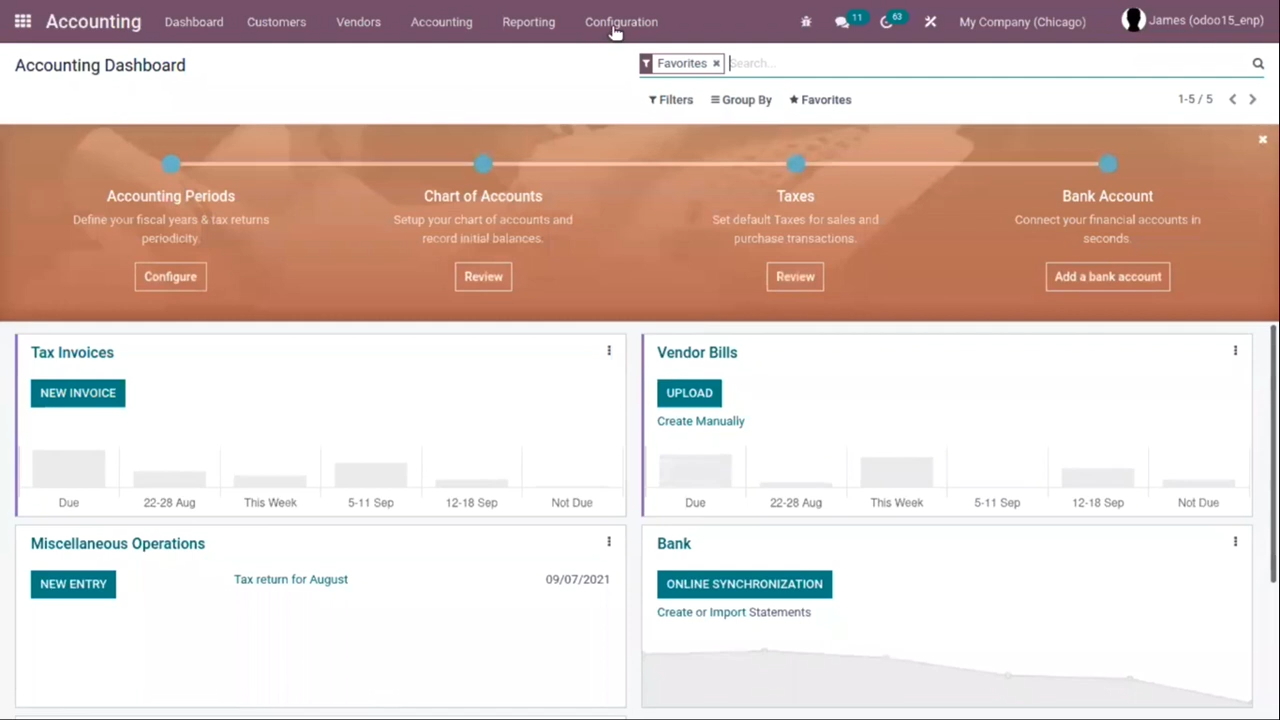 Accounting Dashboard Customers Vendors Accounting Reporting Configuration 11 63 My Company (Chicago) James (odoo15_enp)
Accounting Dashboard
Favorites × Search...
Filters Group By Favorites 1-5 / 5
Accounting Periods
Define your fiscal years & tax returns
periodicity.
Configure
Chart of Accounts
Setup your chart of accounts and
record initial balances.
Review
Taxes
Set default Taxes for sales and
purchase transactions.
Review
Bank Account
Connect your financial accounts in
seconds.
Add a bank account
Tax Invoices
NEW INVOICE
Due 22-28 Aug This Week 5-11 Sep 12-18 Sep Not Due
Vendor Bills
UPLOAD
Create Manually
Due 22-28 Aug This Week 5-11 Sep 12-18 Sep Not Due
Miscellaneous Operations
NEW ENTRY Tax return for August 09/07/2021
Bank
ONLINE SYNCHRONIZATION
Create or Import Statements